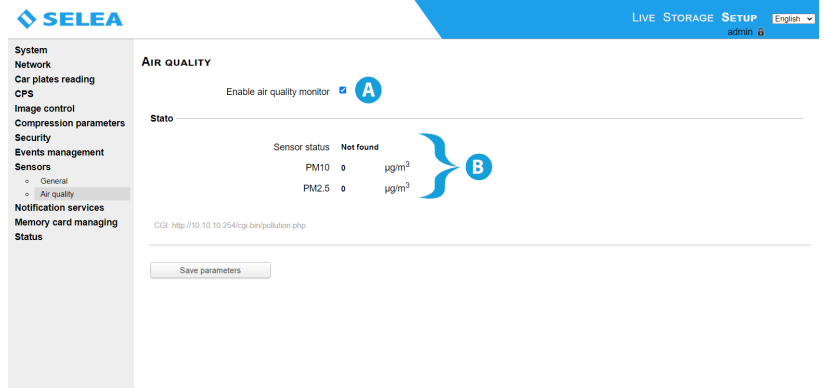 SELEA
LIVE STORAGE SETUP English
admin
System
Network
Car plates reading
CPS
Image control
Compression parameters
Security
Events management
Sensors
General
Air quality
Notification services
Memory card managing
Status
AIR QUALITY
Enable air quality monitor A
Stato
Sensor status Not found
PM10 0 µg/m³
PM2.5 0 µg/m³
B
CGI: http://10.10.10.254/cgi-bin/pollution.php
Save parameters